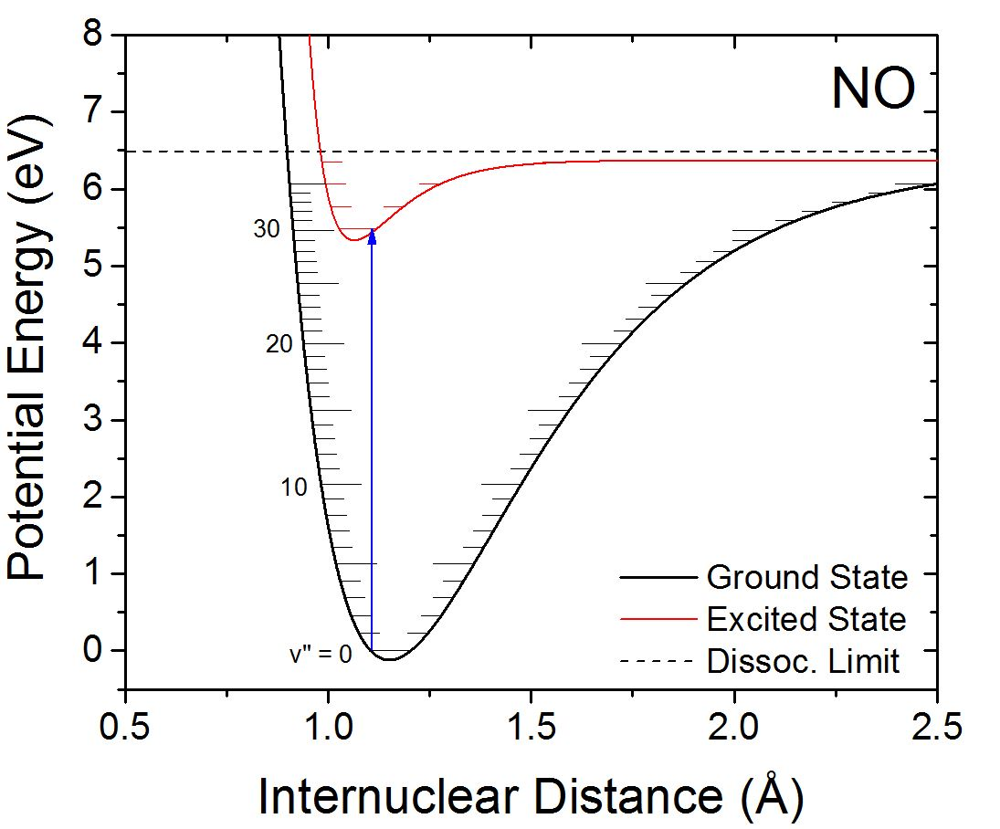 NO
8
7
6
5
4
3
2
1
0
Potential Energy (eV)
30
20
10
v" = 0
Ground State
Excited State
Dissoc. Limit
0.5 1.0 1.5 2.0 2.5
Internuclear Distance (Å)